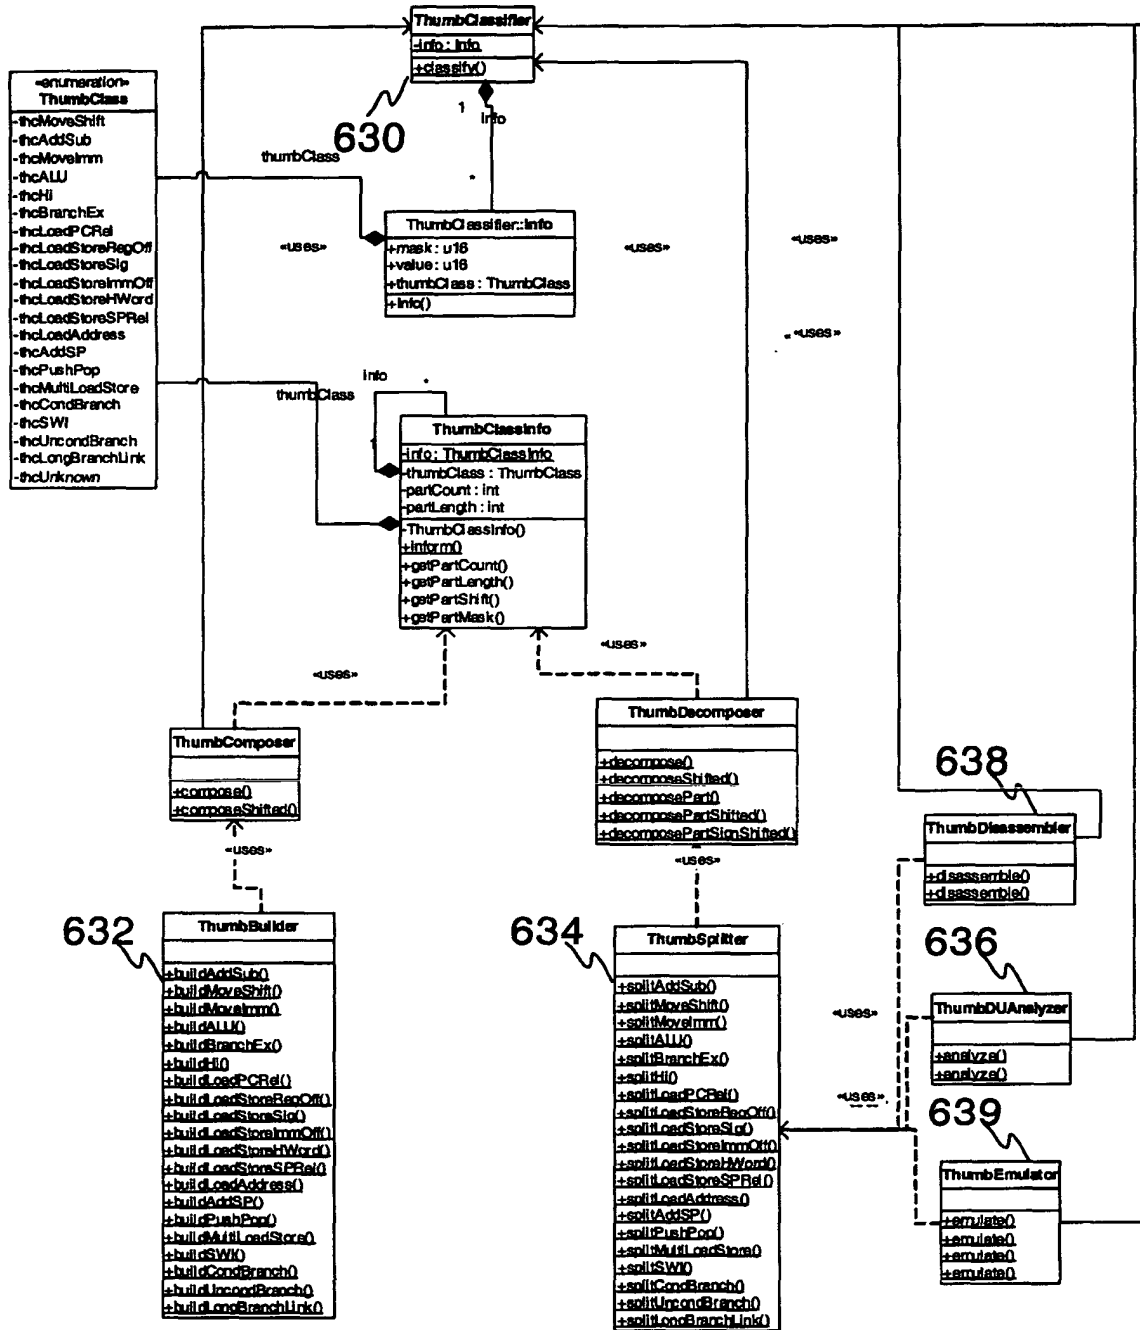 ThumbClassifier
-info : Info
+classify()
630
1
Info
*
«enumeration»
ThumbClass
-thcMoveShift
-thcAddSub
-thcMoveImm
-thcALU
-thcHi
-thcBranchEx
-thcLoadPCRel
-thcLoadStoreRegOff
-thcLoadStoreSig
-thcLoadStoreImmOff
-thcLoadStoreHWord
-thcLoadStoreSPRel
-thcLoadAddress
-thcAddSP
-thcPushPop
-thcMultiLoadStore
-thcCondBranch
-thcSWI
-thcUncondBranch
-thcLongBranchLink
-thcUnknown
thumbClass
ThumbClassifier::Info
+mask : u16
+value : u16
+thumbClass : ThumbClass
+Info()
«uses»
«uses»
«uses»
«uses»
Info
*
thumbClass
ThumbClassInfo
-info : ThumbClassInfo
-thumbClass : ThumbClass
-partCount : int
-partLength : int
-ThumbClassInfo()
+inform()
+getPartCount()
+getPartLength()
+getPartShift()
+getPartMask()
«uses»
«uses»
ThumbComposer
+compose()
+composeShifted()
ThumbDecomposer
+decompose()
+decomposeShifted()
+decomposePart()
+decomposePartShifted()
+decomposePartSignShifted()
638
ThumbDisassembler
+disassemble()
+disassemble()
«uses»
«uses»
632
ThumbBuilder
+buildAddSub()
+buildMoveShift()
+buildMoveImm()
+buildALU()
+buildBranchEx()
+buildHi()
+buildLoadPCRel()
+buildLoadStoreRegOff()
+buildLoadStoreSig()
+buildLoadStoreImmOff()
+buildLoadStoreHWord()
+buildLoadStoreSPRel()
+buildLoadAddress()
+buildAddSP()
+buildPushPop()
+buildMultiLoadStore()
+buildSWI()
+buildCondBranch()
+buildUncondBranch()
+buildLongBranchLink()
634
ThumbSplitter
+splitAddSub()
+splitMoveShift()
+splitMoveImm()
+splitALU()
+splitBranchEx()
+splitHi()
+splitLoadPCRel()
+splitLoadStoreRegOff()
+splitLoadStoreSig()
+splitLoadStoreImmOff()
+splitLoadStoreHWord()
+splitLoadStoreSPRel()
+splitLoadAddress()
+splitAddSP()
+splitPushPop()
+splitMultiLoadStore()
+splitSWI()
+splitCondBranch()
+splitUncondBranch()
+splitLongBranchLink()
636
ThumbDUAnalyzer
+analyze()
+analyze()
«uses»
«uses»
639
ThumbEmulator
+emulate()
+emulate()
+emulate()
+emulate()